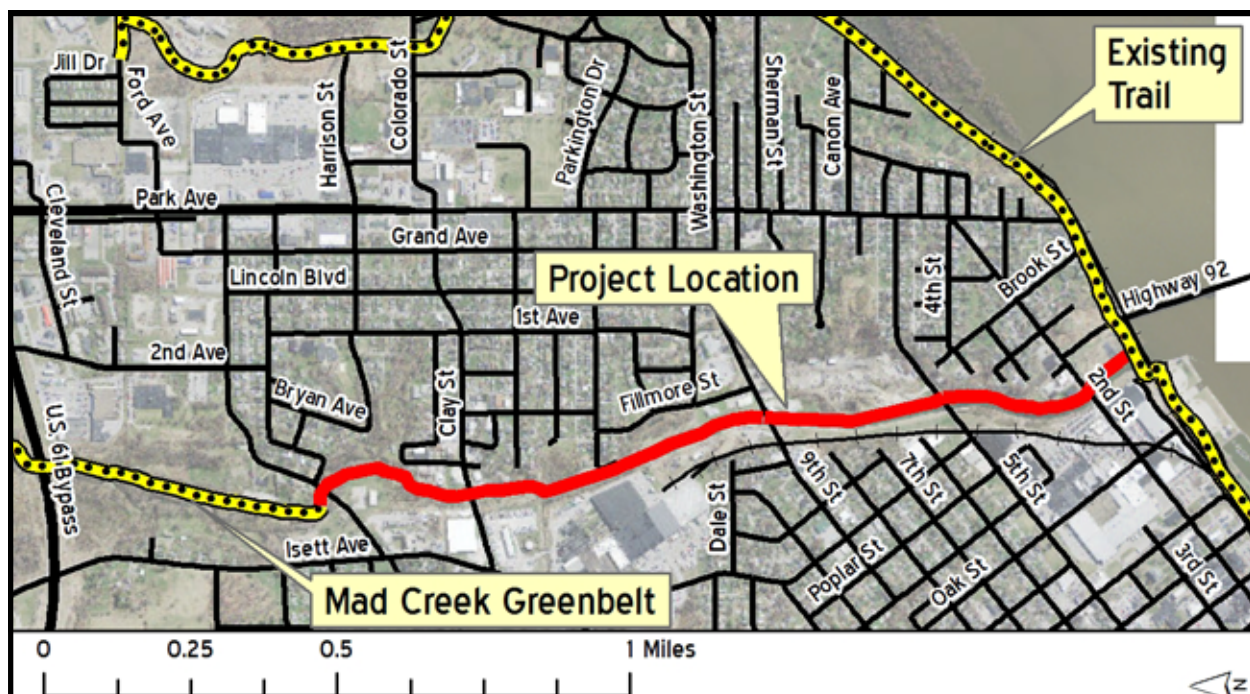 Existing
Trail
Jill Dr
Ford Ave
Harrison St
Colorado St
Parkington Dr
Washington St
Sherman St
Canon Ave
Park Ave
Cleveland St
Grand Ave
Lincoln Blvd
Project Location
4th St
Brook St
Highway 92
1st Ave
2nd Ave
Bryan Ave
Clay St
Fillmore St
2nd St
U.S. 61 Bypass
9th St
7th St
5th St
Dale St
Isett Ave
Poplar St
Oak St
3rd St
Mad Creek Greenbelt
0 0.25 0.5 1 Miles
N